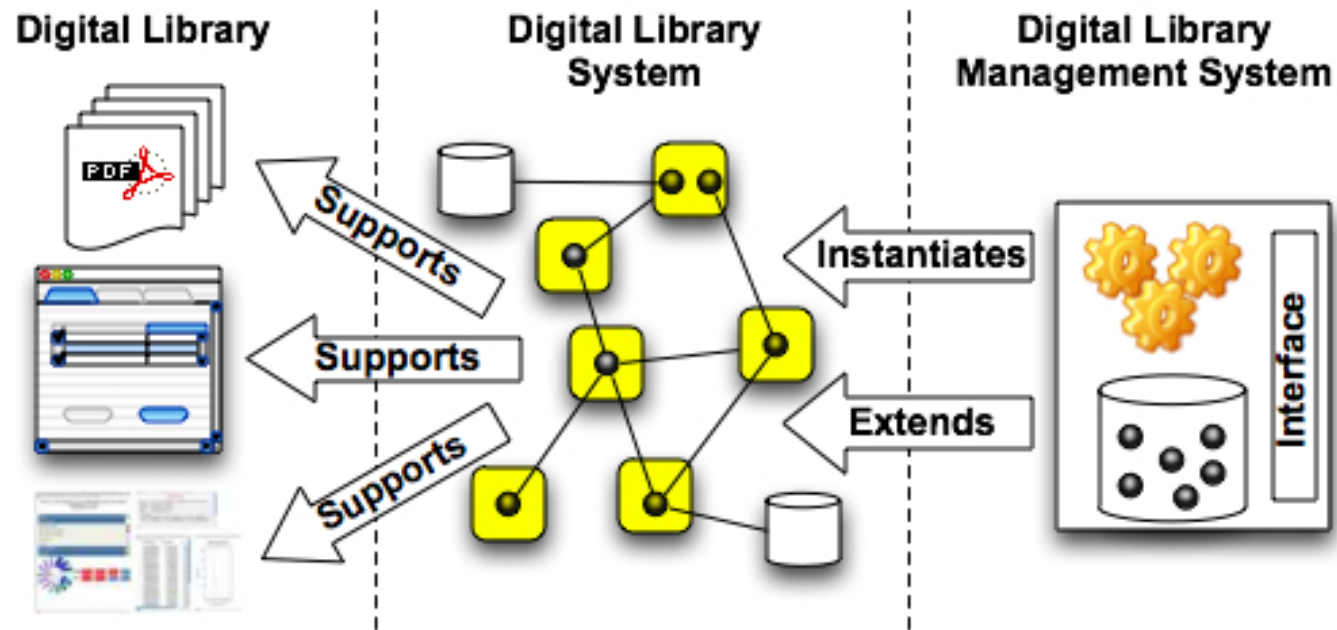 Digital Library
Digital Library
System
Digital Library
Management System
PDF
Supports
Supports
Supports
Instantiates
Extends
Interface